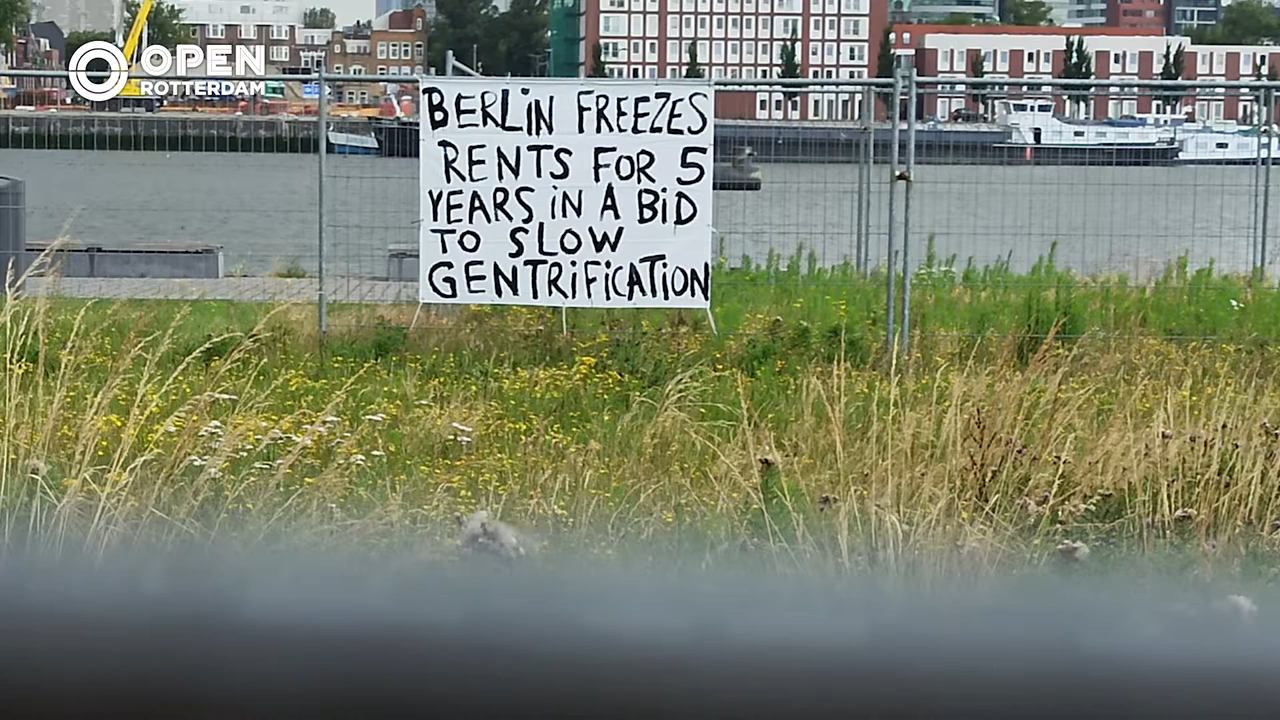 OPEN
ROTTERDAM
BERLiN FREEZES
RENTS FOR 5
YEARS iN A BiD
TO SLOW
GENTRiFiCATiON